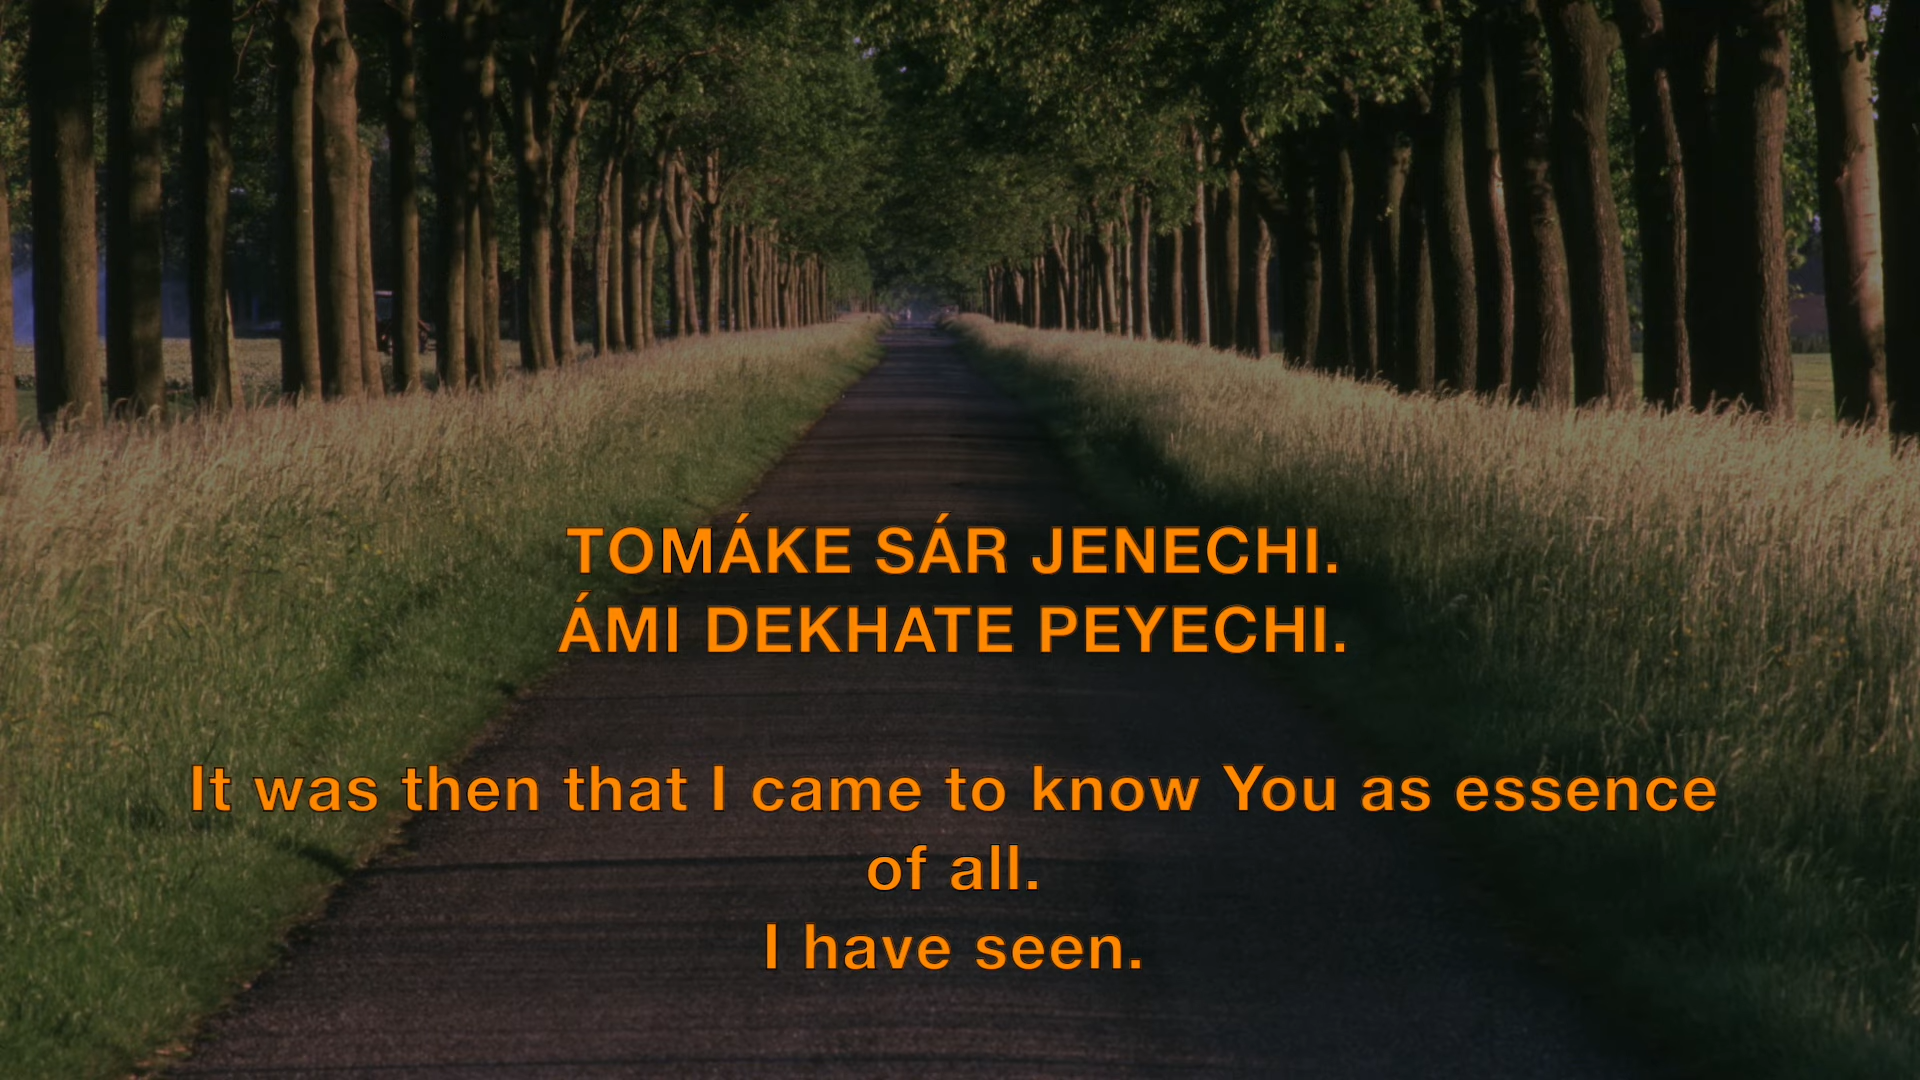 TOMÁKE SÁR JENECHI.
ÁMI DEKHATE PEYECHI.
It was then that I came to know You as essence
of all.
I have seen.